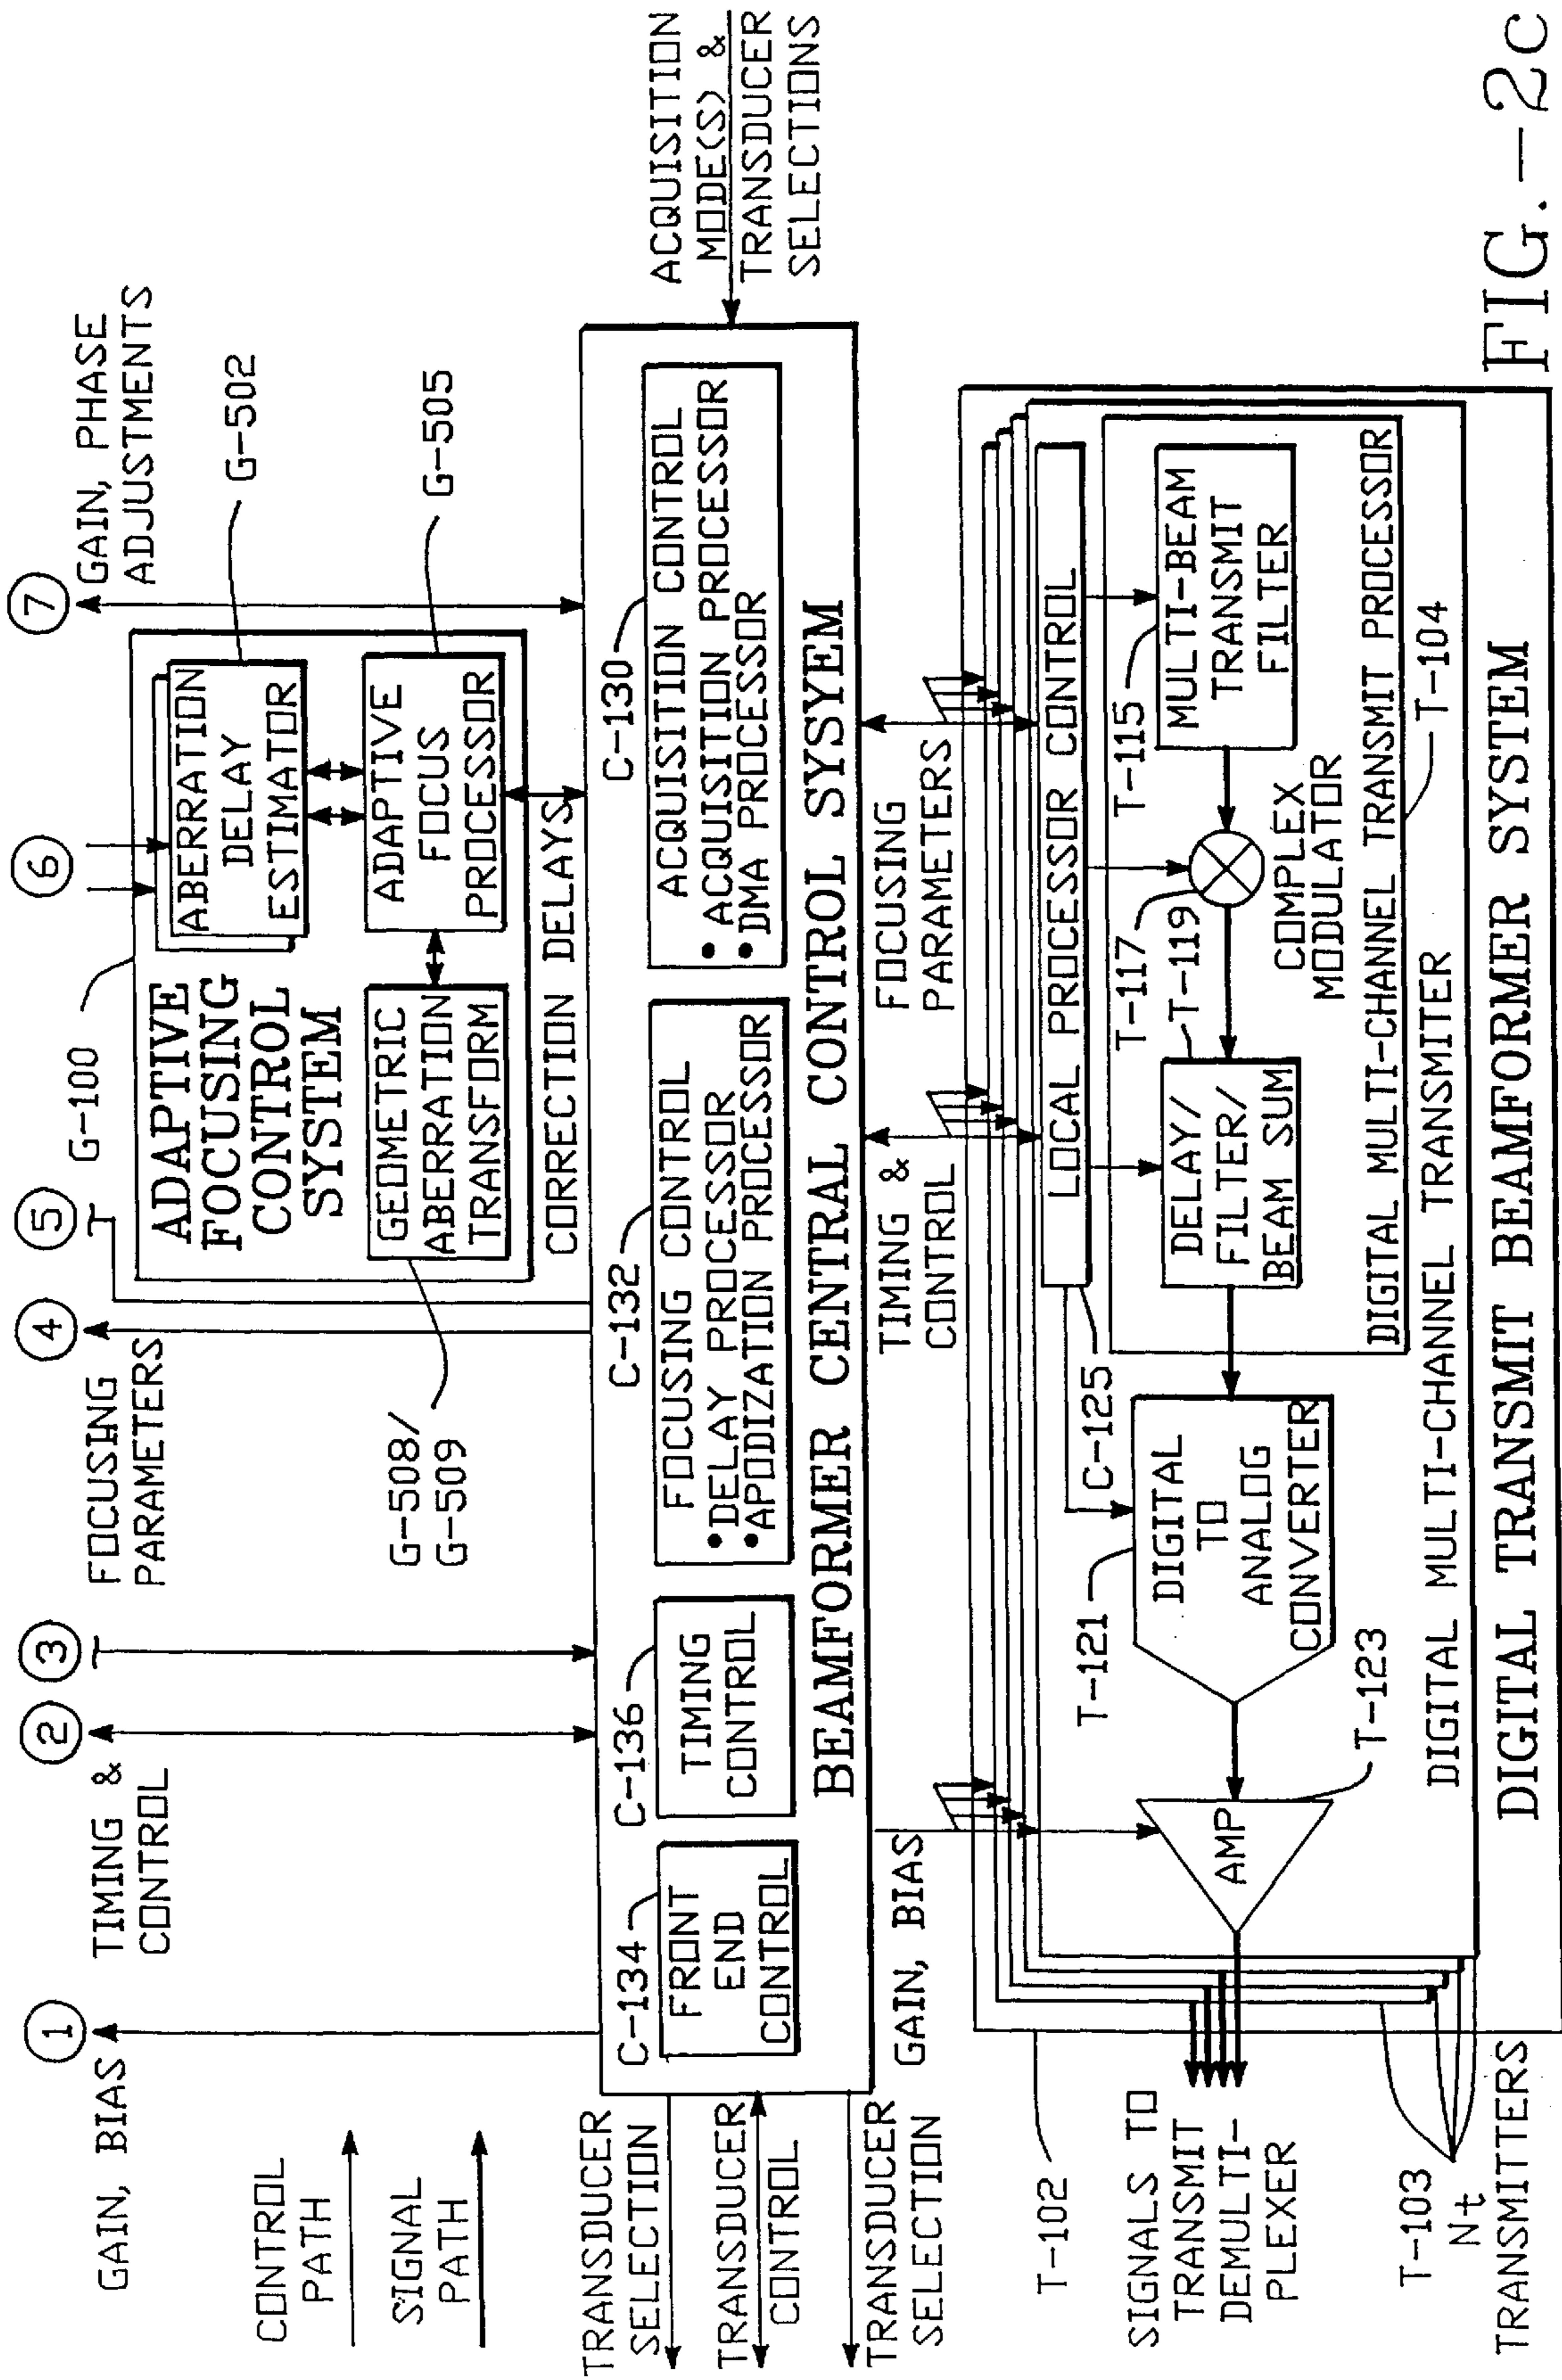 1
2
3
4
5
6
7
GAIN, BIAS
TIMING &
CONTROL
FOCUSING
PARAMETERS
GAIN, PHASE
ADJUSTMENTS
CONTROL
PATH
SIGNAL
PATH
G-100
ADAPTIVE
FOCUSING
CONTROL
SYSTEM
ABERRATION
DELAY
ESTIMATOR
G-502
GEOMETRIC
ABERRATION
TRANSFORM
G-508/
G-509
ADAPTIVE
FOCUS
PROCESSOR
G-505
CORRECTION DELAYS
TRANSDUCER
SELECTION
TRANSDUCER
CONTROL
TRANSDUCER
SELECTION
C-134
FRONT
END
CONTROL
C-136
TIMING
CONTROL
C-132
FOCUSING CONTROL
• DELAY PROCESSOR
• APODIZATION PROCESSOR
C-130
ACQUISITION CONTROL
• ACQUISITION PROCESSOR
• DMA PROCESSOR
BEAMFORMER CENTRAL CONTROL SYSYEM
ACQUISITION
MODE(S) &
TRANSDUCER
SELECTIONS
GAIN, BIAS
TIMING &
CONTROL
FOCUSING
PARAMETERS
T-102
SIGNALS TO
TRANSMIT
DEMULTI-
PLEXER
T-103
Nt
TRANSMITTERS
LOCAL PROCESSOR CONTROL
C-125
AMP
T-123
T-121
DIGITAL
TO
ANALOG
CONVERTER
DELAY/
FILTER/
BEAM SUM
T-119
T-117
COMPLEX
MODULATOR
T-115
MULTI-BEAM
TRANSMIT
FILTER
DIGITAL MULTI-CHANNEL TRANSMIT PROCESSOR
T-104
DIGITAL MULTI-CHANNEL TRANSMITER
DIGITAL TRANSMIT BEAMFORMER SYSTEM
FIG.-2c